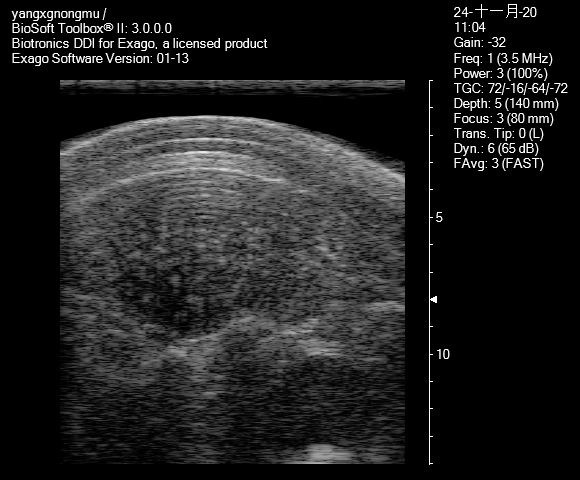 yangxgnongmu /
BioSoft Toolbox® II: 3.0.0.0
Biotronics DDI for Exago, a licensed product
Exago Software Version: 01-13
24-十一月-20
11:04
Gain: -32
Freq: 1 (3.5 MHz)
Power: 3 (100%)
TGC: 72/-16/-64/-72
Depth: 5 (140 mm)
Focus: 3 (80 mm)
Trans. Tip: 0 (L)
Dyn.: 6 (65 dB)
FAvg: 3 (FAST)
5
10